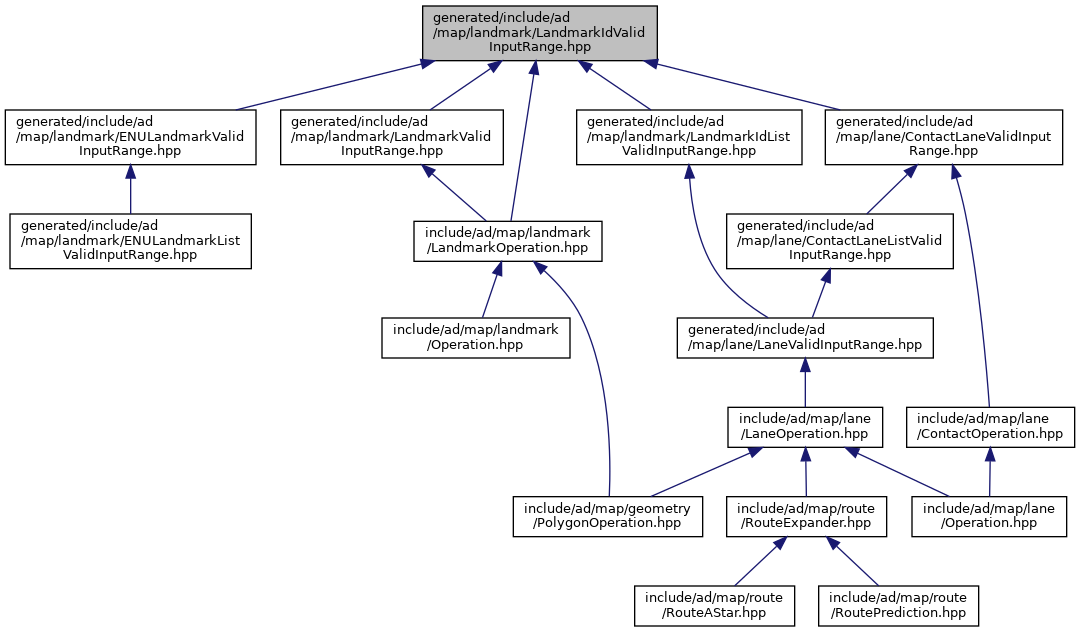 generated/include/ad
/map/landmark/LandmarkIdValid
InputRange.hpp
generated/include/ad
/map/landmark/ENULandmarkValid
InputRange.hpp
generated/include/ad
/map/landmark/LandmarkValid
InputRange.hpp
generated/include/ad
/map/landmark/LandmarkIdList
ValidInputRange.hpp
generated/include/ad
/map/lane/ContactLaneValidInput
Range.hpp
generated/include/ad
/map/landmark/ENULandmarkList
ValidInputRange.hpp
include/ad/map/landmark
/LandmarkOperation.hpp
generated/include/ad
/map/lane/ContactLaneListValid
InputRange.hpp
include/ad/map/landmark
/Operation.hpp
generated/include/ad
/map/lane/LaneValidInputRange.hpp
include/ad/map/lane
/LaneOperation.hpp
include/ad/map/lane
/ContactOperation.hpp
include/ad/map/geometry
/PolygonOperation.hpp
include/ad/map/route
/RouteExpander.hpp
include/ad/map/lane
/Operation.hpp
include/ad/map/route
/RouteAStar.hpp
include/ad/map/route
/RoutePrediction.hpp